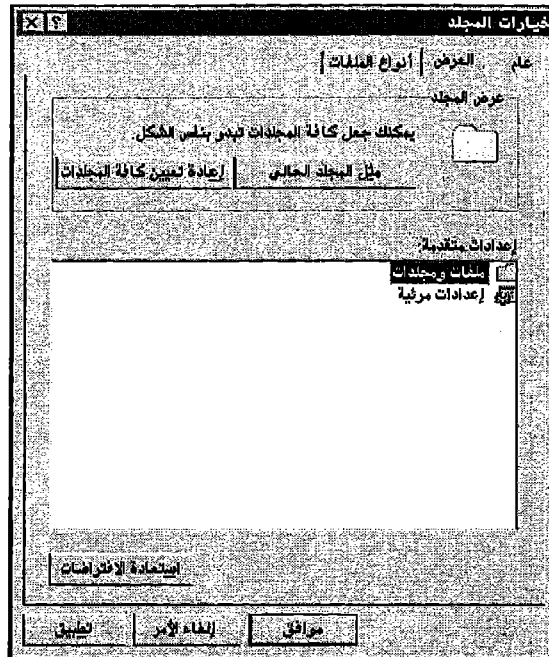 خيارات المجلد
عام العرض أنواع الملفات
عرض المجلد
يمكنك جعل كافة المجلدات تبدو بنفس الشكل.
مثل المجلد الحالي إعادة تعيين كافة المجلدات
إعدادات متقدمة:
ملفات ومجلدات
إعدادات مرئية
استعادة الافتراضات
موافق إلغاء الأمر تطبيق